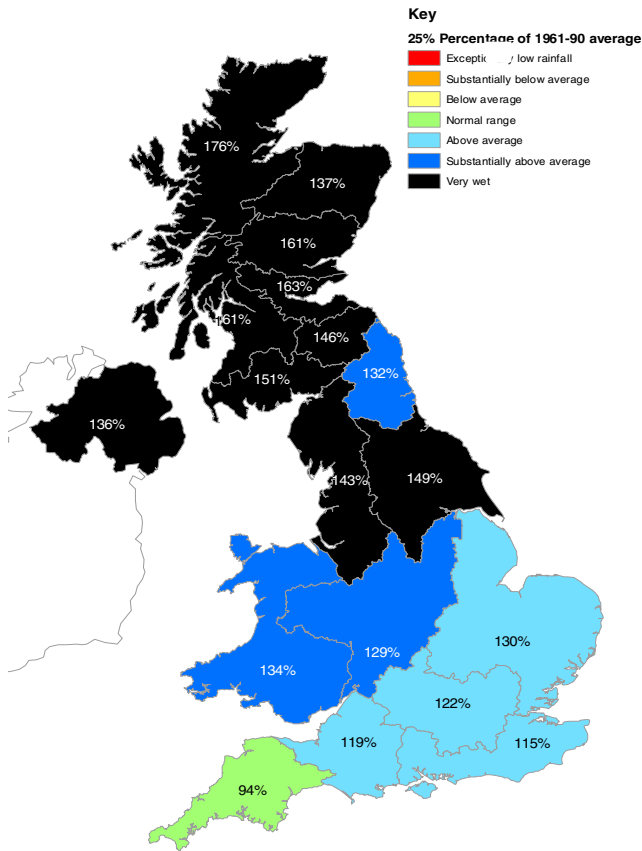 Key
25% Percentage of 1961-90 average
low rainfall
Substantially below average
Below average
Normal range
Above average
Substantially above average
Very wet
176%
137%
161%
163%
161%
146%
151%
132%
136%
143%
149%
130%
129%
134%
122%
119%
115%
94%